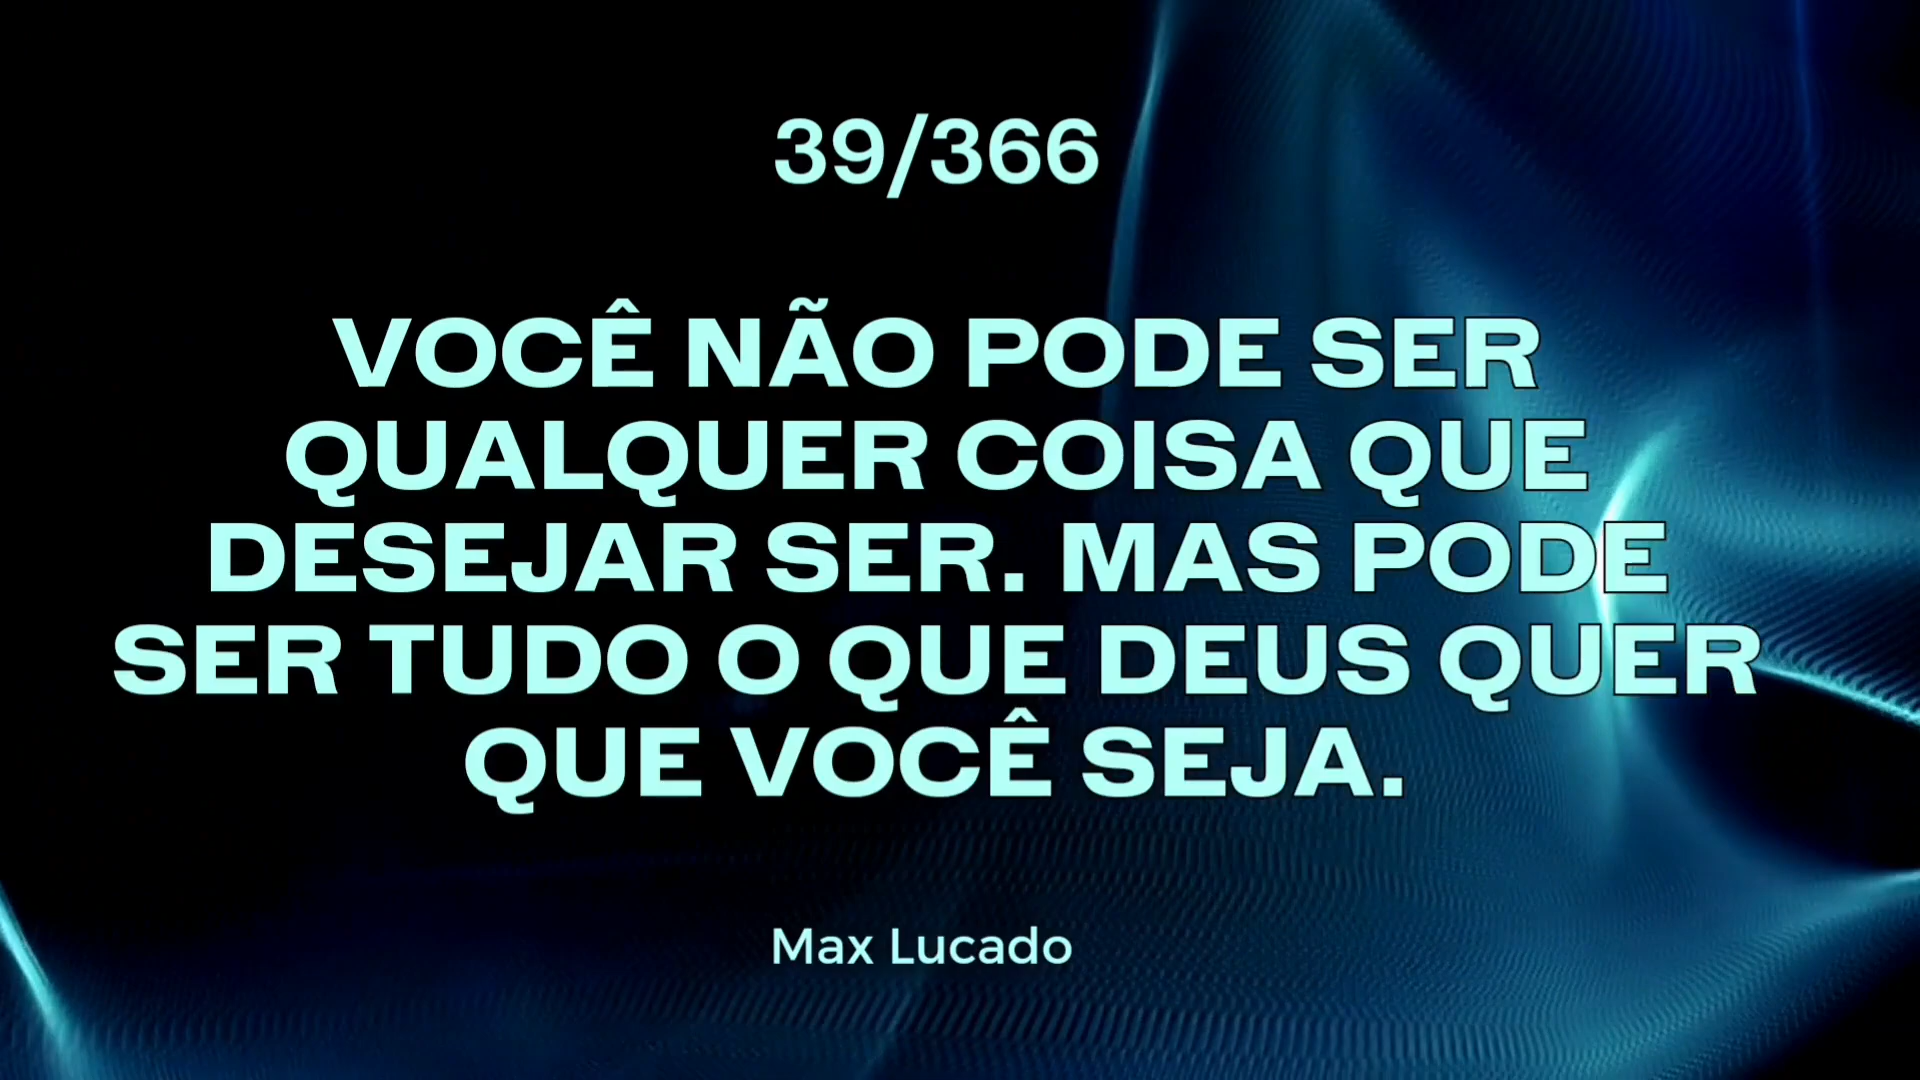 39/366
VOCÊ NÃO PODE SER
QUALQUER COISA QUE
DESEJAR SER. MAS PODE
SER TUDO O QUE DEUS QUER
QUE VOCÊ SEJA.
Max Lucado